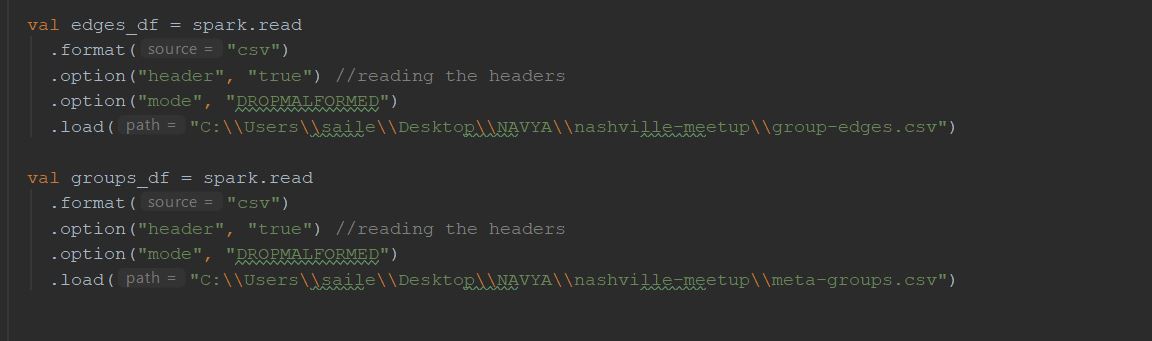 val edges_df = spark.read
.format( source = "csv")
.option("header", "true") //reading the headers
.option("mode", "DROPMALFORMED")
.load( path = "C:\\Users\\saile\\Desktop\\NAVYA\\nashville-meetup\\group-edges.csv")
val groups_df = spark.read
.format( source = "csv")
.option("header", "true") //reading the headers
.option("mode", "DROPMALFORMED")
.load( path = "C:\\Users\\saile\\Desktop\\NAVYA\\nashville-meetup\\meta-groups.csv")